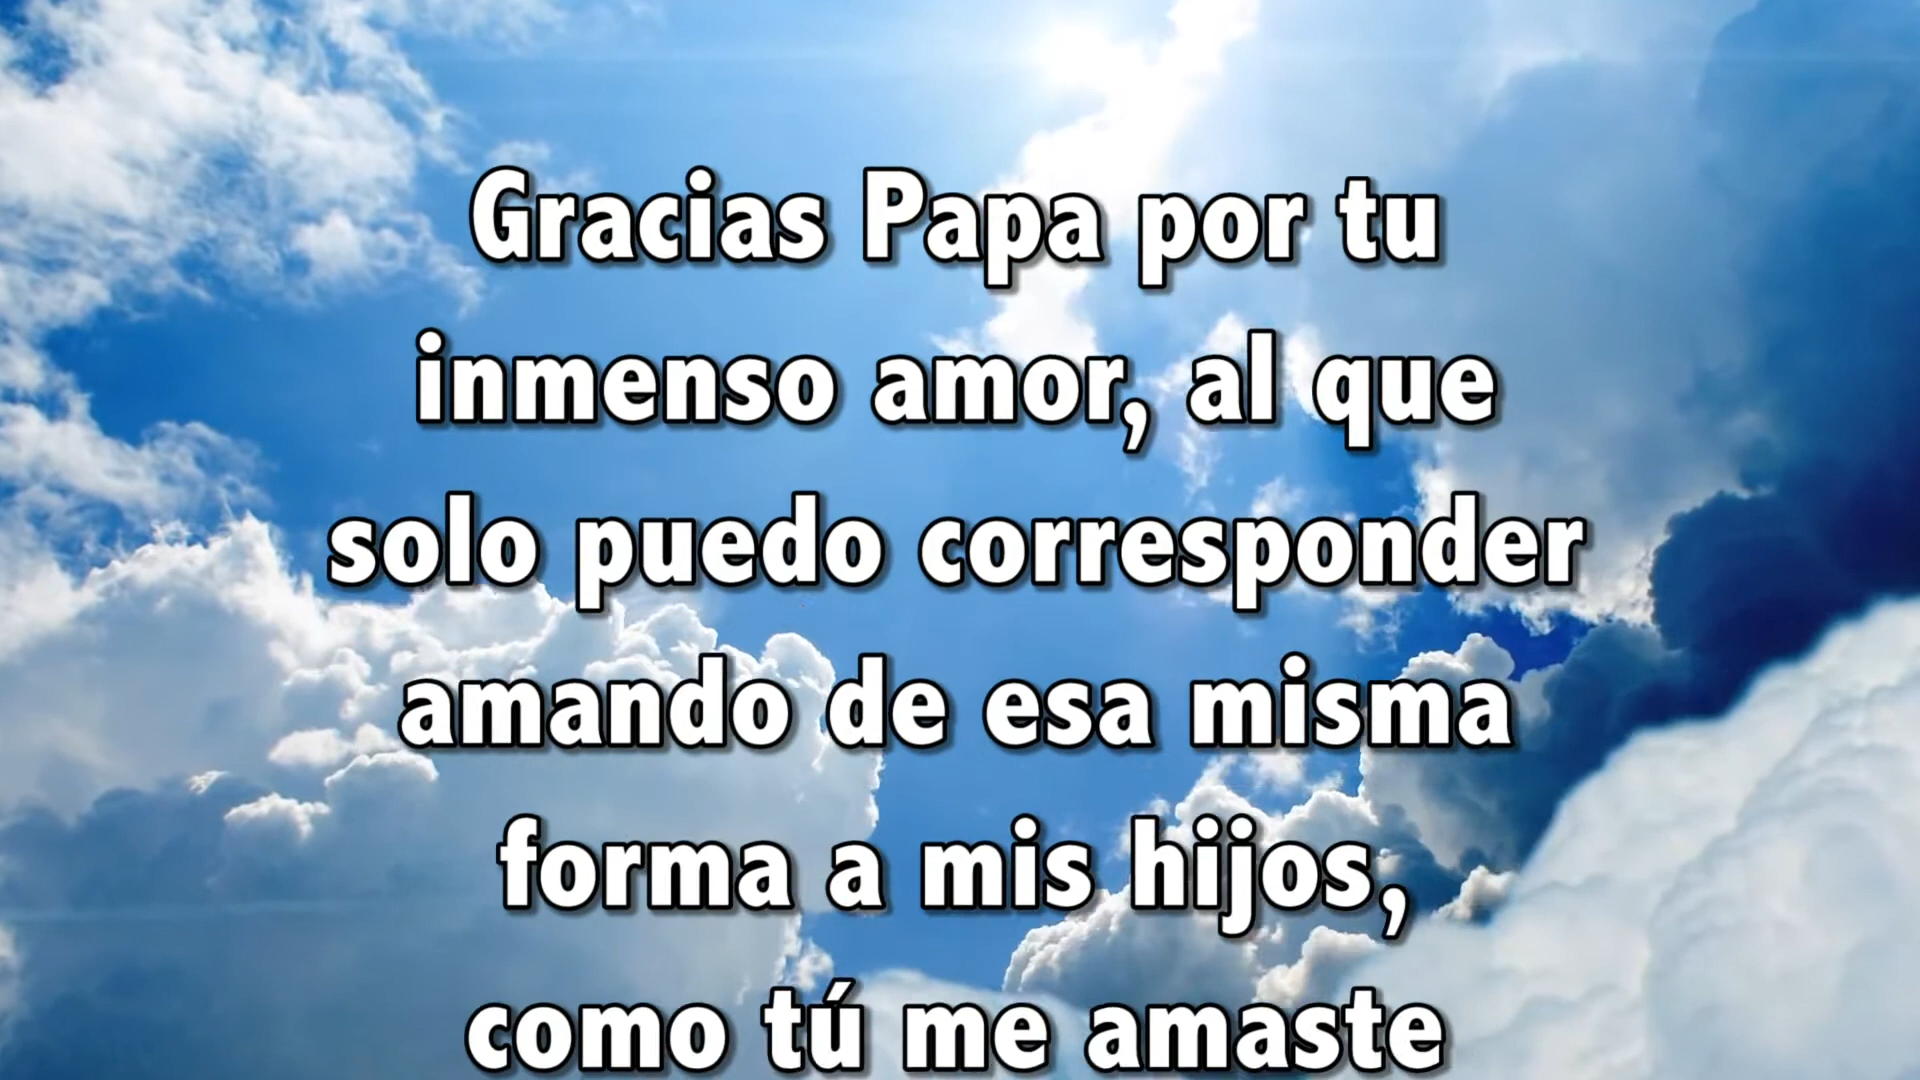 Gracias Papa por tu
inmenso amor, al que
solo puedo corresponder
amando de esa misma
forma a mis hijos,
como tú me amaste